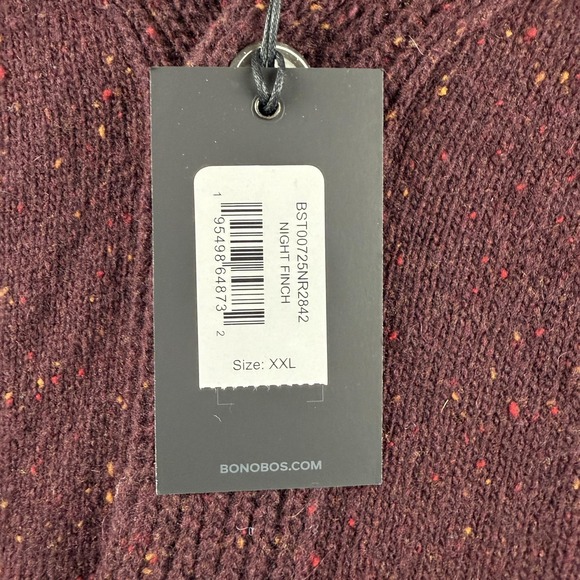 BST00725NR2842
NIGHT FINCH
1 95498 64873 2
Size: XXL
BONOBOS.COM